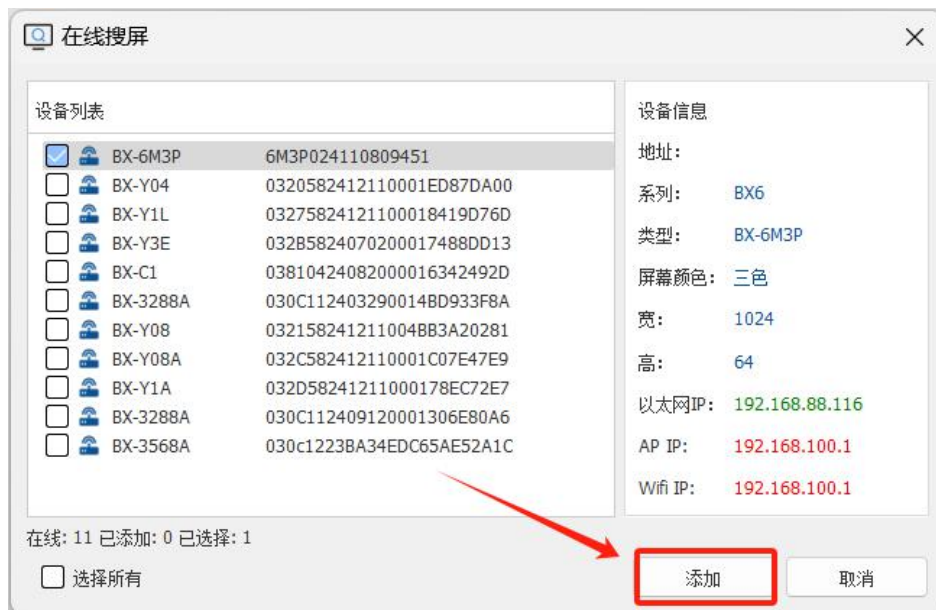 在线搜屏
设备列表
BX-6M3P 6M3P024110809451
BX-Y04 0320582412110001ED87DA00
BX-Y1L 03275824121100018419D76D
BX-Y3E 032B5824070200017488DD13
BX-C1 03810424082000016342492D
BX-3288A 030C112403290014BD933F8A
BX-Y08 032158241211004BB3A20281
BX-Y08A 032C582412110001C07E47E9
BX-Y1A 032D58241211000178EC72E7
BX-3288A 030C112409120001306E80A6
BX-3568A 030c1223BA34EDC65AE52A1C
设备信息
地址:
系列: BX6
类型: BX-6M3P
屏幕颜色: 三色
宽: 1024
高: 64
以太网IP: 192.168.88.116
AP IP: 192.168.100.1
Wifi IP: 192.168.100.1
在线: 11 已添加: 0 已选择: 1
选择所有
添加
取消